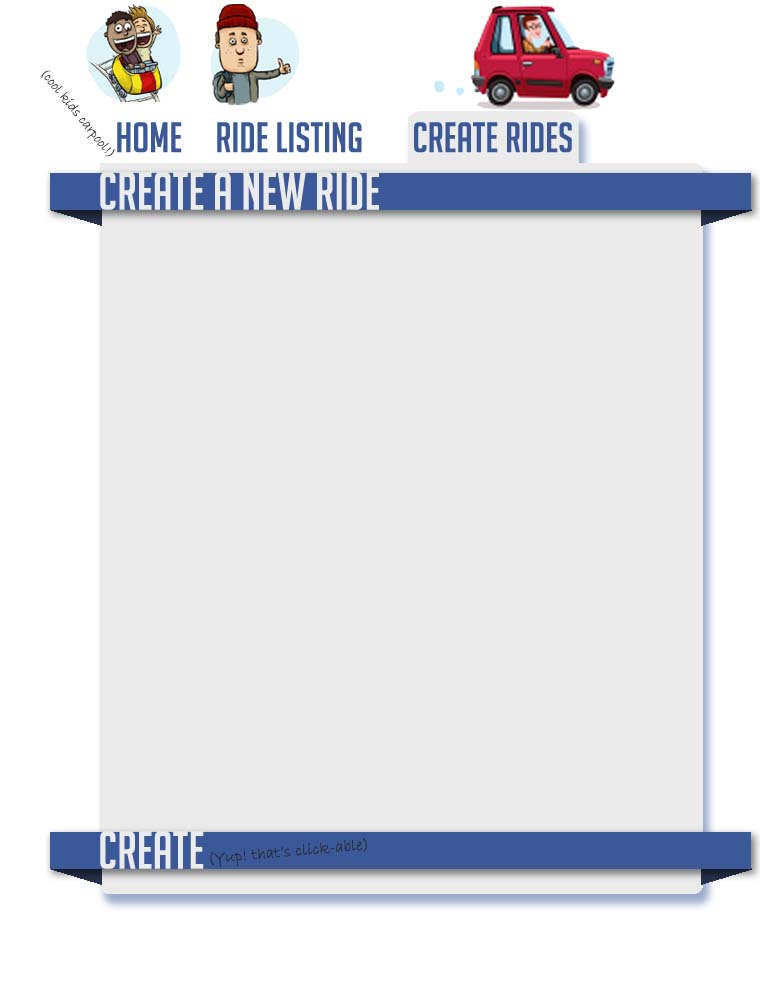 (cool kids carpool!)
HOME RIDE LISTING CREATE RIDES
CREATE A NEW RIDE
CREATE (Yup! that's click-able)